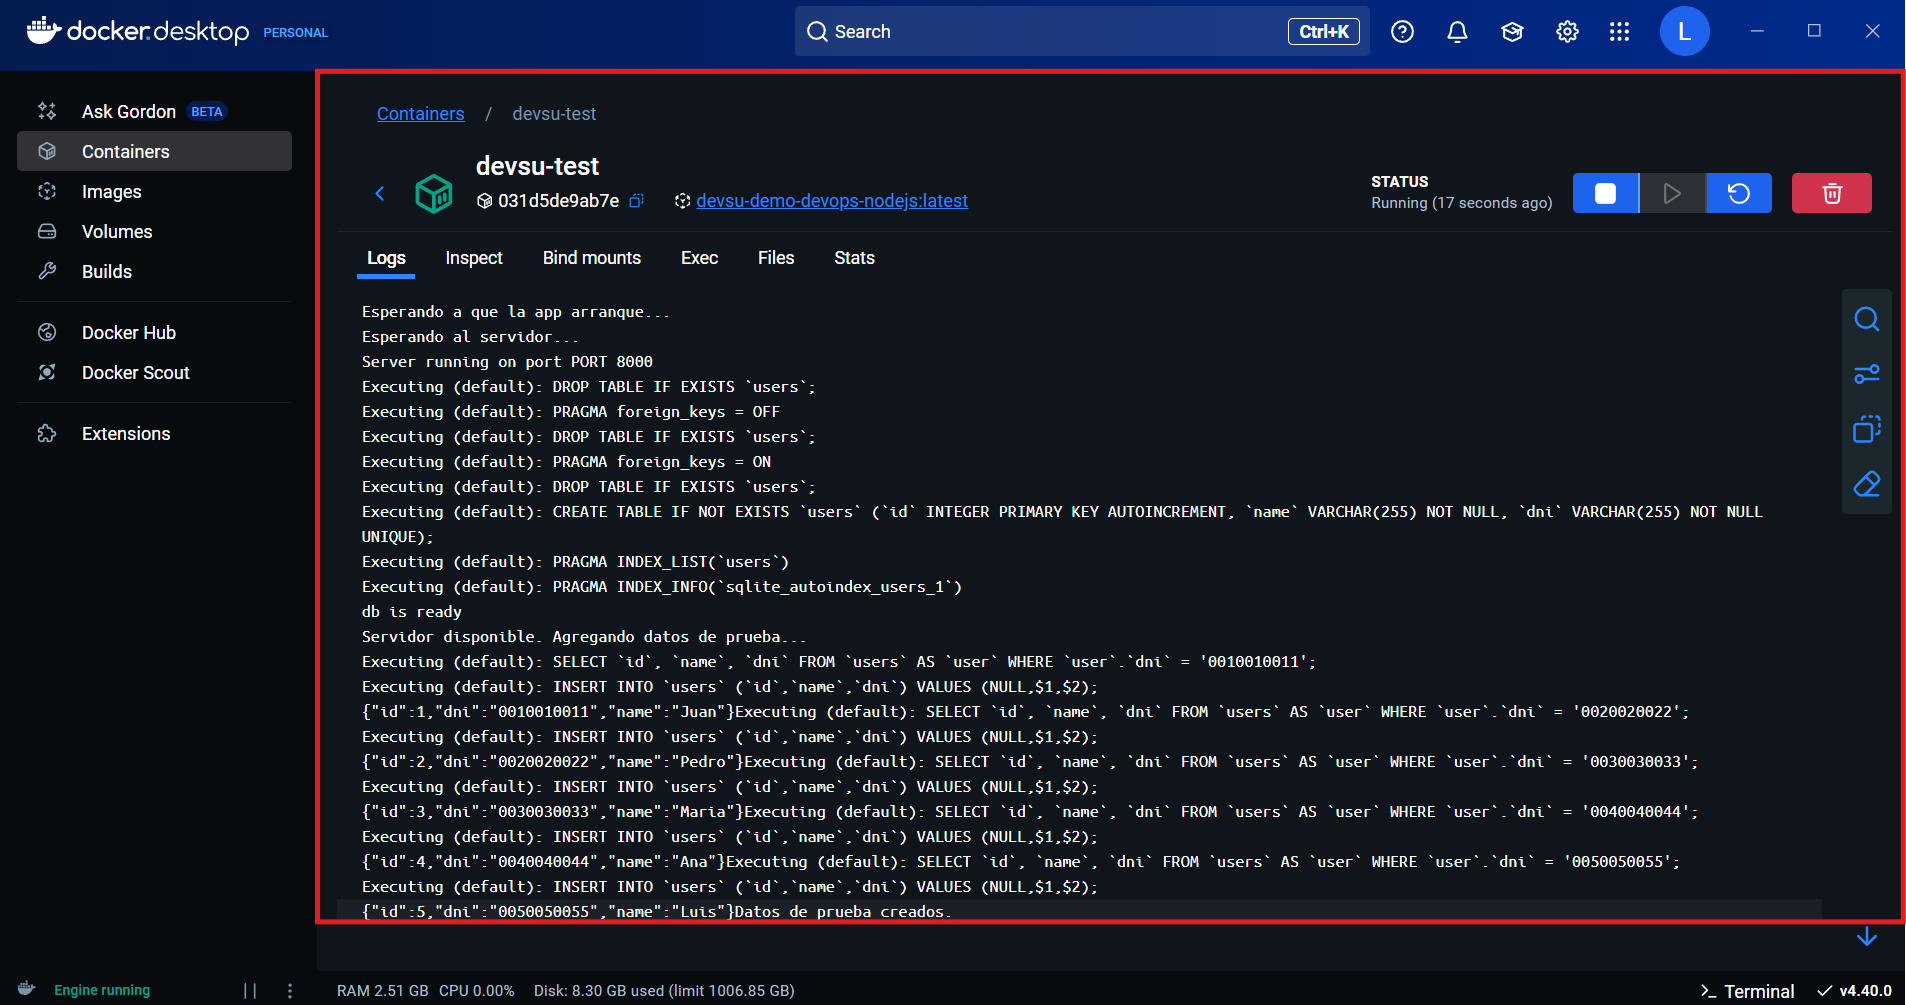 docker.desktop PERSONAL
Search Ctrl+K
L
Ask Gordon BETA
Containers
Images
Volumes
Builds
Docker Hub
Docker Scout
Extensions
Containers / devsu-test
devsu-test
031d5de9ab7e devsu-demo-devops-nodejs:latest
STATUS
Running (17 seconds ago)
Logs Inspect Bind mounts Exec Files Stats
Esperando a que la app arranque...
Esperando al servidor...
Server running on port PORT 8000
Executing (default): DROP TABLE IF EXISTS `users`;
Executing (default): PRAGMA foreign_keys = OFF
Executing (default): DROP TABLE IF EXISTS `users`;
Executing (default): PRAGMA foreign_keys = ON
Executing (default): DROP TABLE IF EXISTS `users`;
Executing (default): CREATE TABLE IF NOT EXISTS `users` (`id` INTEGER PRIMARY KEY AUTOINCREMENT, `name` VARCHAR(255) NOT NULL, `dni` VARCHAR(255) NOT NULL
UNIQUE);
Executing (default): PRAGMA INDEX_LIST(`users`)
Executing (default): PRAGMA INDEX_INFO(`sqlite_autoindex_users_1`)
db is ready
Servidor disponible. Agregando datos de prueba...
Executing (default): SELECT `id`, `name`, `dni` FROM `users` AS `user` WHERE `user`.`dni` = '0010010011';
Executing (default): INSERT INTO `users` (`id`,`name`,`dni`) VALUES (NULL,$1,$2);
{"id":1,"dni":"0010010011","name":"Juan"}Executing (default): SELECT `id`, `name`, `dni` FROM `users` AS `user` WHERE `user`.`dni` = '0020020022';
Executing (default): INSERT INTO `users` (`id`,`name`,`dni`) VALUES (NULL,$1,$2);
{"id":2,"dni":"0020020022","name":"Pedro"}Executing (default): SELECT `id`, `name`, `dni` FROM `users` AS `user` WHERE `user`.`dni` = '0030030033';
Executing (default): INSERT INTO `users` (`id`,`name`,`dni`) VALUES (NULL,$1,$2);
{"id":3,"dni":"0030030033","name":"Maria"}Executing (default): SELECT `id`, `name`, `dni` FROM `users` AS `user` WHERE `user`.`dni` = '0040040044';
Executing (default): INSERT INTO `users` (`id`,`name`,`dni`) VALUES (NULL,$1,$2);
{"id":4,"dni":"0040040044","name":"Ana"}Executing (default): SELECT `id`, `name`, `dni` FROM `users` AS `user` WHERE `user`.`dni` = '0050050055';
Executing (default): INSERT INTO `users` (`id`,`name`,`dni`) VALUES (NULL,$1,$2);
{"id":5,"dni":"0050050055","name":"Luis"}Datos de prueba creados.
Engine running
RAM 2.51 GB CPU 0.00% Disk: 8.30 GB used (limit 1006.85 GB)
Terminal v4.40.0